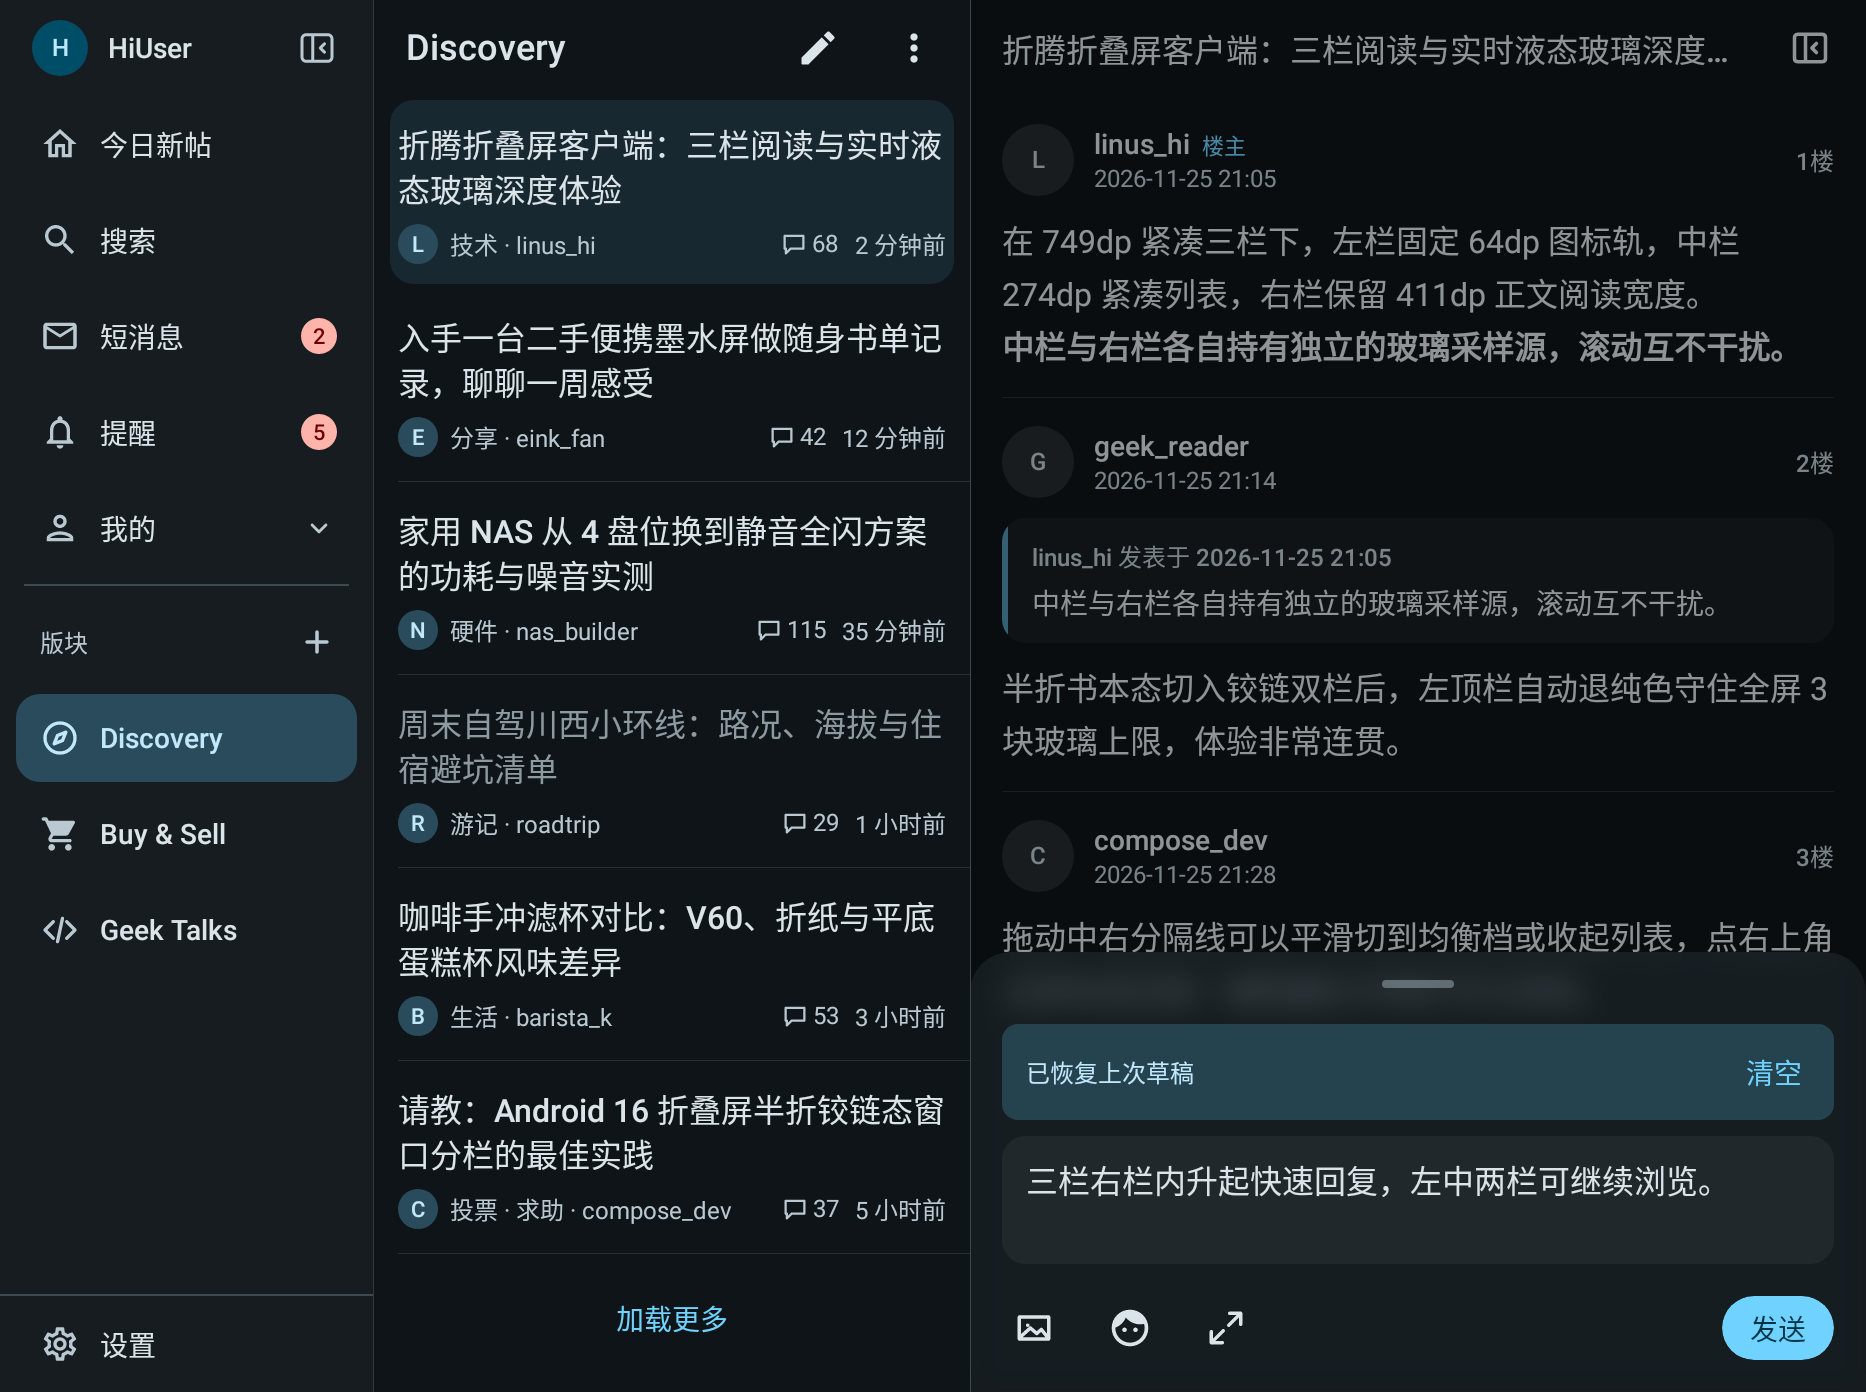 H HiUser
今日新帖
搜索
短消息 2
提醒 5
我的
版块
Discovery
Buy & Sell
Geek Talks
设置
Discovery
折腾折叠屏客户端：三栏阅读与实时液
态玻璃深度体验
L 技术 · linus_hi 68 2 分钟前
入手一台二手便携墨水屏做随身书单记
录，聊聊一周感受
E 分享 · eink_fan 42 12 分钟前
家用 NAS 从 4 盘位换到静音全闪方案
的功耗与噪音实测
N 硬件 · nas_builder 115 35 分钟前
周末自驾川西小环线：路况、海拔与住
宿避坑清单
R 游记 · roadtrip 29 1 小时前
咖啡手冲滤杯对比：V60、折纸与平底
蛋糕杯风味差异
B 生活 · barista_k 53 3 小时前
请教：Android 16 折叠屏半折铰链态窗
口分栏的最佳实践
C 投票 · 求助 · compose_dev 37 5 小时前
加载更多
折腾折叠屏客户端：三栏阅读与实时液态玻璃深度…
L linus_hi 楼主 1楼
2026-11-25 21:05
在 749dp 紧凑三栏下，左栏固定 64dp 图标轨，中栏
274dp 紧凑列表，右栏保留 411dp 正文阅读宽度。
中栏与右栏各自持有独立的玻璃采样源，滚动互不干扰。
G geek_reader 2楼
2026-11-25 21:14
linus_hi 发表于 2026-11-25 21:05
中栏与右栏各自持有独立的玻璃采样源，滚动互不干扰。
半折书本态切入铰链双栏后，左顶栏自动退纯色守住全屏 3
块玻璃上限，体验非常连贯。
C compose_dev 3楼
2026-11-25 21:28
拖动中右分隔线可以平滑切到均衡档或收起列表，点右上角
已恢复上次草稿 清空
三栏右栏内升起快速回复，左中两栏可继续浏览。
发送